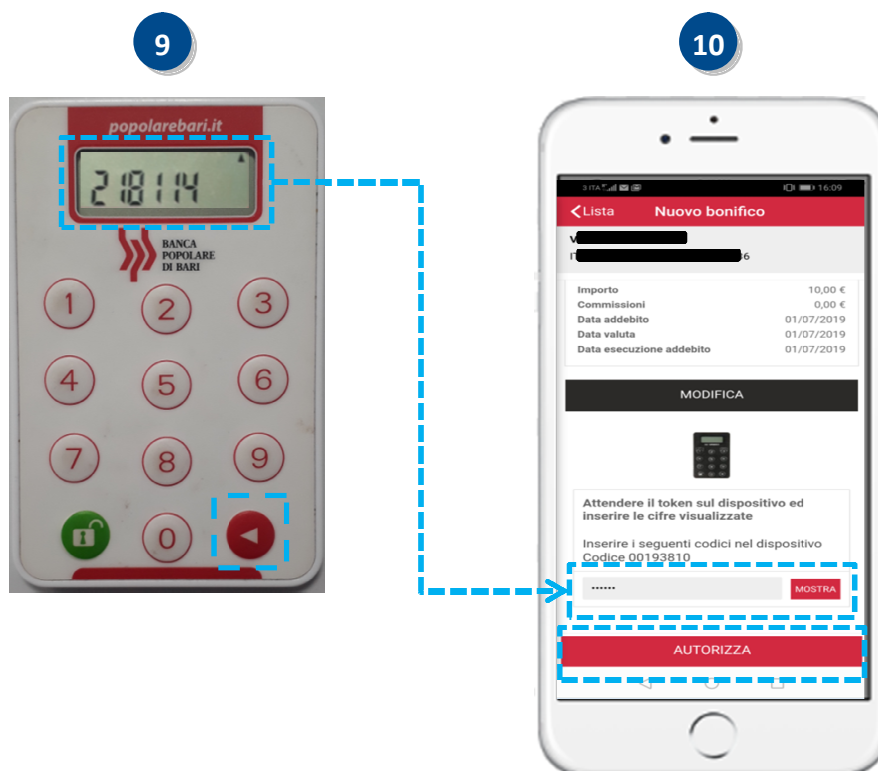 9
10
popolarebari.it
218114
BANCA
POPOLARE
DI BARI
1
2
3
4
5
6
7
8
9
0
3 ITA 16:09
Lista Nuovo bonifico
V
IT 36
Importo 10,00 €
Commissioni 0,00 €
Data addebito 01/07/2019
Data valuta 01/07/2019
Data esecuzione addebito 01/07/2019
MODIFICA
Attendere il token sul dispositivo ed
inserire le cifre visualizzate
Inserire i seguenti codici nel dispositivo
Codice 00193810
•••••• MOSTRA
AUTORIZZA